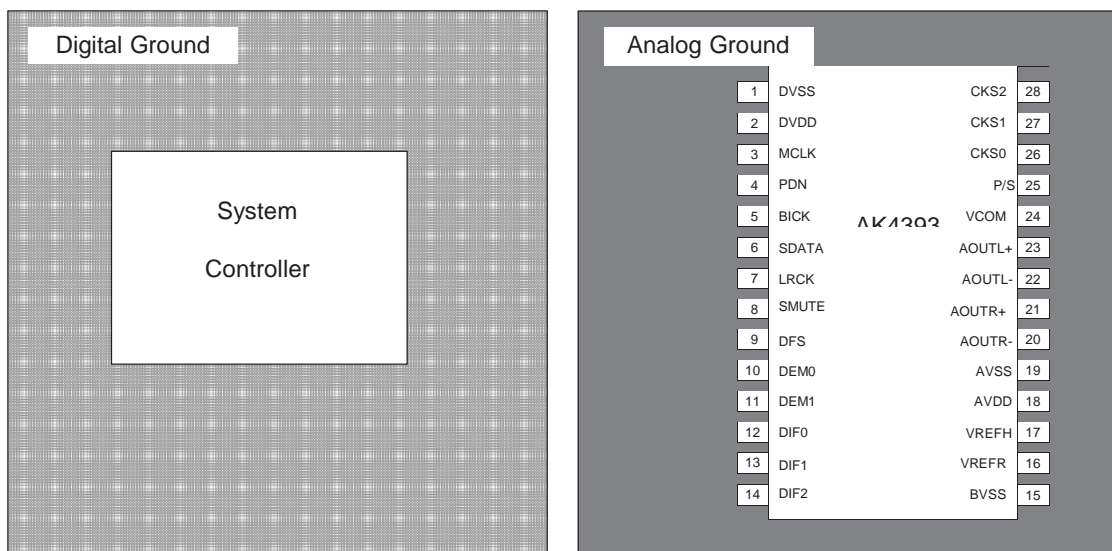 Digital Ground
System
Controller
Analog Ground
AK4393
1 DVSS CKS2 28
2 DVDD CKS1 27
3 MCLK CKS0 26
4 PDN P/S 25
5 BICK VCOM 24
6 SDATA AOUTL+ 23
7 LRCK AOUTL- 22
8 SMUTE AOUTR+ 21
9 DFS AOUTR- 20
10 DEM0 AVSS 19
11 DEM1 AVDD 18
12 DIF0 VREFH 17
13 DIF1 VREFR 16
14 DIF2 BVSS 15